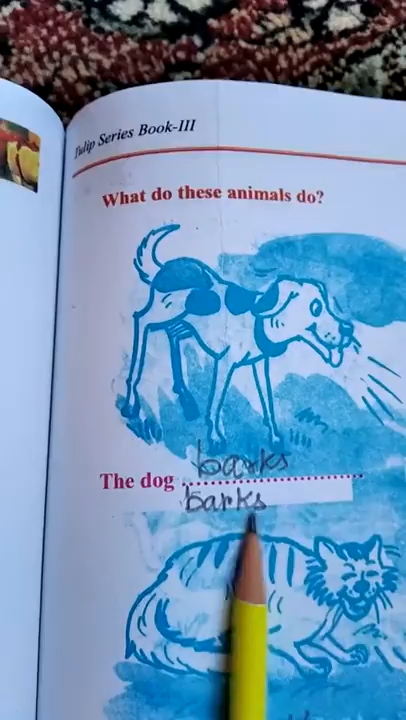 Tulip Series Book-III
What do these animals do?
The dog barks
barks